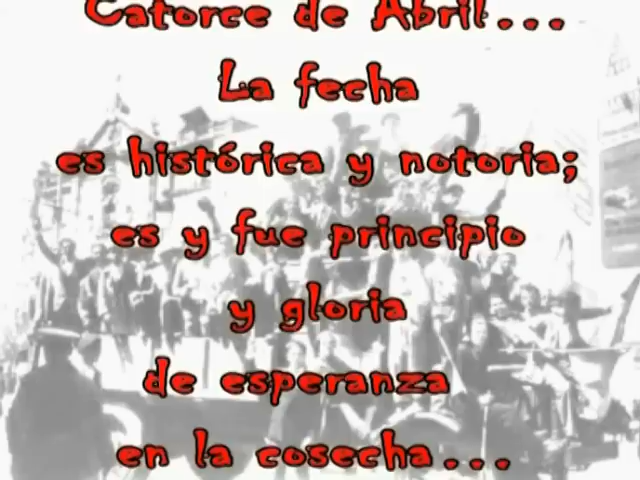 Catorce de Abril...
La fecha
es histórica y notoria;
es y fue principio
y gloria
de esperanza
en la cosecha...